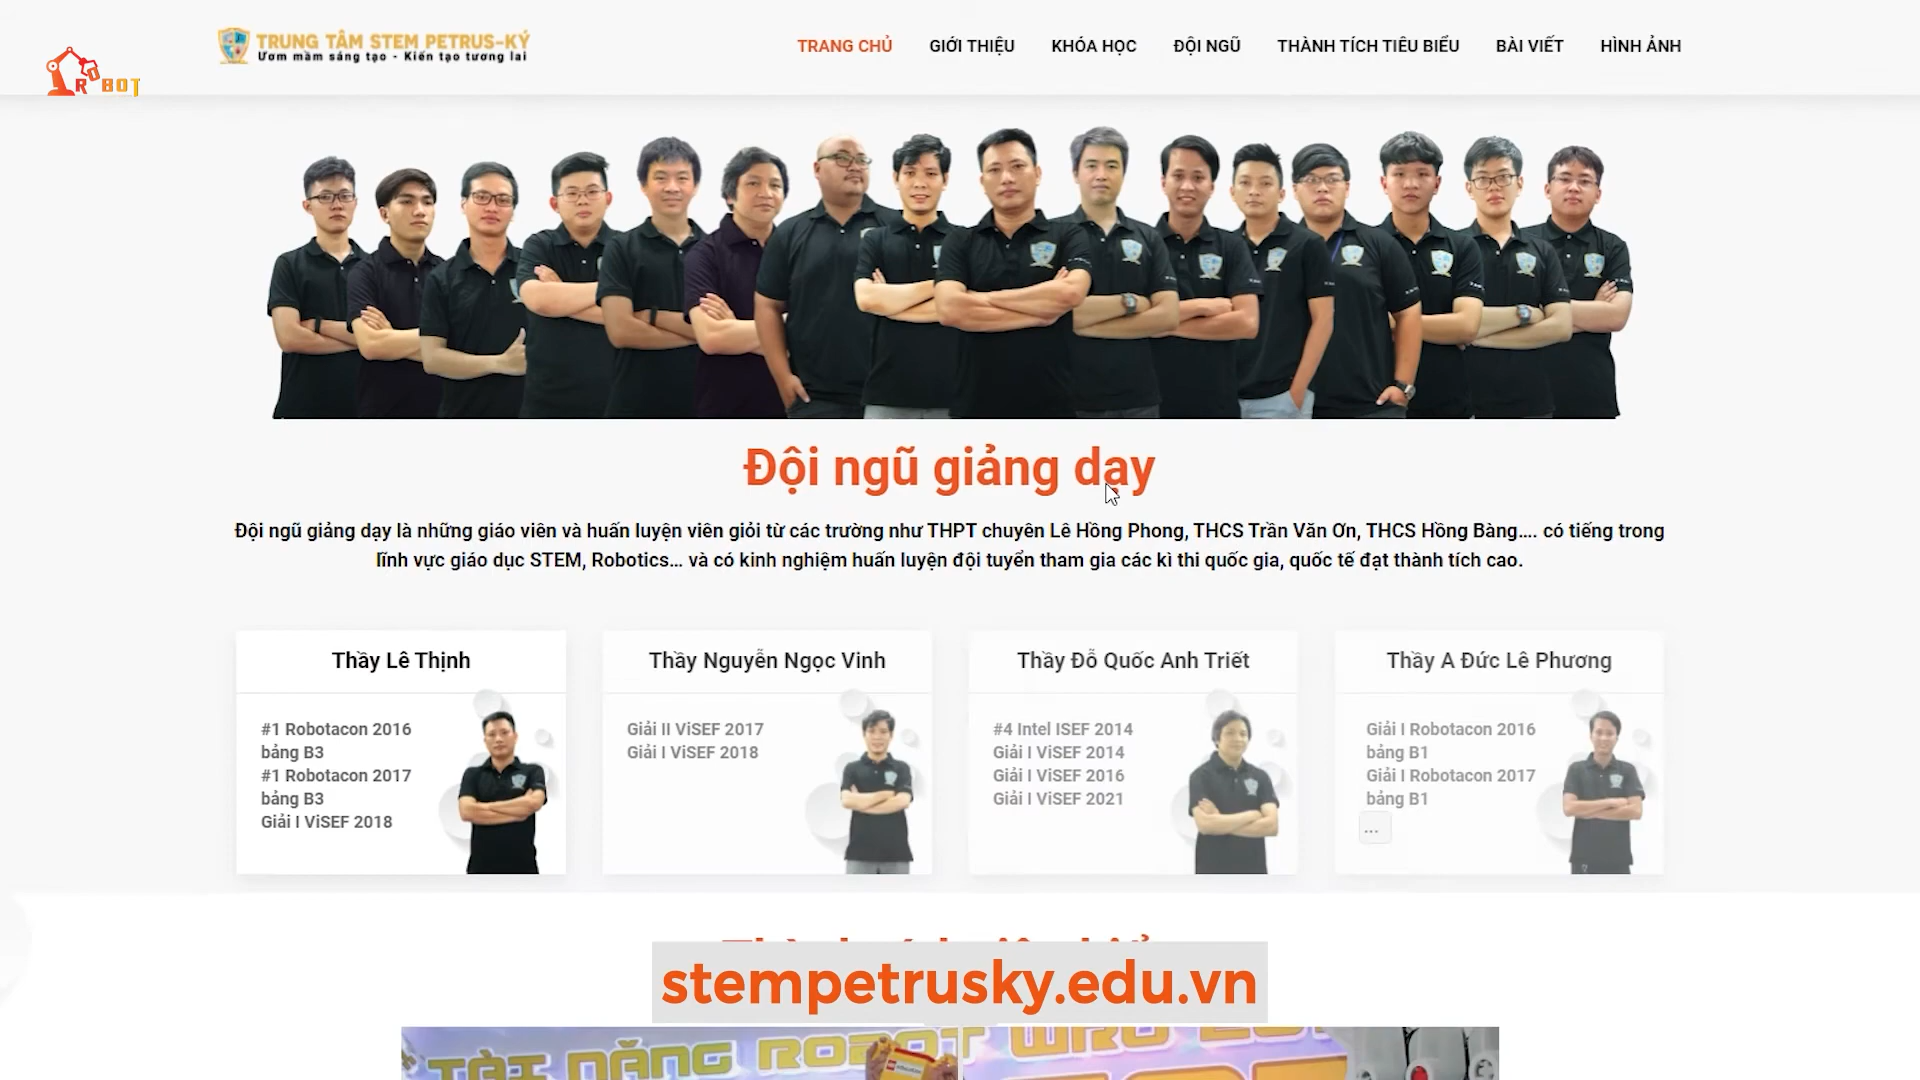 TRUNG TÂM STEM PETRUS-KÝ
Ươm mầm sáng tạo - Kiến tạo tương lai
TRANG CHỦ
GIỚI THIỆU
KHÓA HỌC
ĐỘI NGŨ
THÀNH TÍCH TIÊU BIỂU
BÀI VIẾT
HÌNH ẢNH
ROBOT
Đội ngũ giảng dạy
Đội ngũ giảng dạy là những giáo viên và huấn luyện viên giỏi từ các trường như THPT chuyên Lê Hồng Phong, THCS Trần Văn Ơn, THCS Hồng Bàng.... có tiếng trong
lĩnh vực giáo dục STEM, Robotics... và có kinh nghiệm huấn luyện đội tuyển tham gia các kì thi quốc gia, quốc tế đạt thành tích cao.
Thầy Lê Thịnh
#1 Robotacon 2016
bảng B3
#1 Robotacon 2017
bảng B3
Giải I ViSEF 2018
Thầy Nguyễn Ngọc Vinh
Giải II ViSEF 2017
Giải I ViSEF 2018
Thầy Đỗ Quốc Anh Triết
#4 Intel ISEF 2014
Giải I ViSEF 2014
Giải I ViSEF 2016
Giải I ViSEF 2021
Thầy A Đức Lê Phương
Giải I Robotacon 2016
bảng B1
Giải I Robotacon 2017
bảng B1
...
stempetrusky.edu.vn
TÀI NĂNG ROBOT